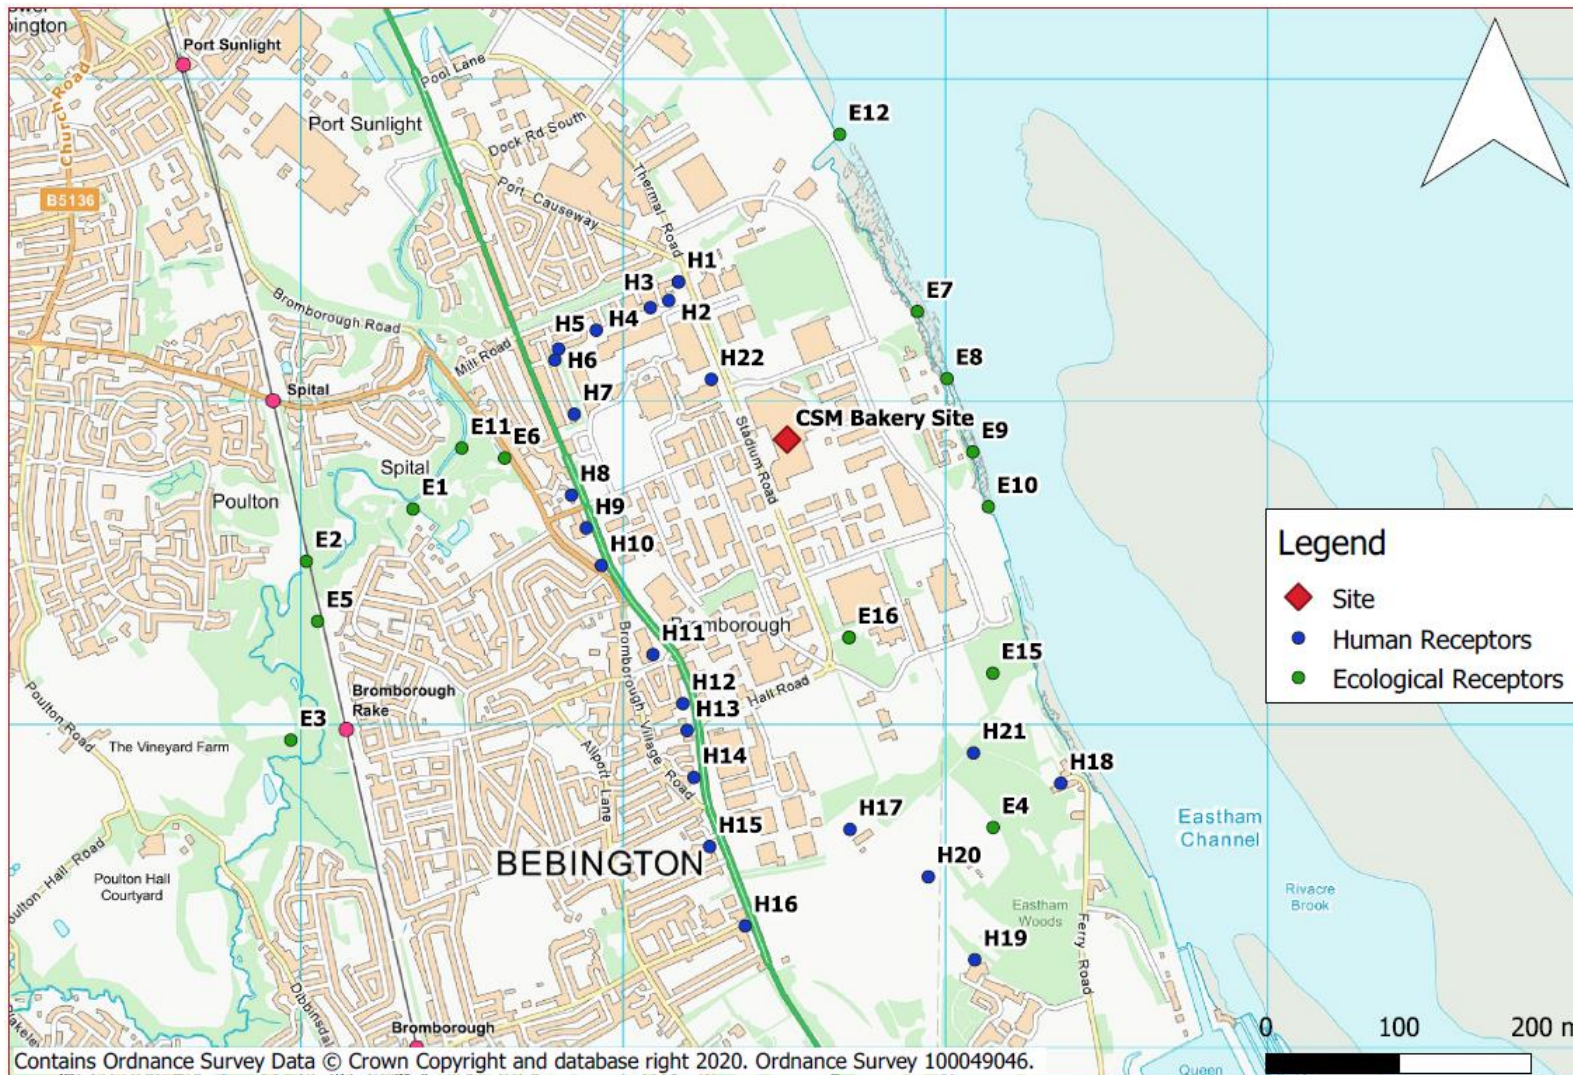 ower
bington
Port Sunlight
Church Road
B5136
Pool Lane
Port Sunlight
Dock Rd South
Port Causeway
Thermal Road
E12
H1
H3
H2
E7
Bromborough Road
H5
H4
Mill Road
H6
H22
E8
Spital
H7
CSM Bakery Site
Stadium Road
E11
E6
E9
Spital
Poulton
E1
H8
H9
E10
E2
H10
Legend
Site
Human Receptors
Ecological Receptors
E5
H11
Bromborough
E16
E15
Bromborough
Rake
Bromborough Village Road
H12
Hall Road
H13
Poulton Road
E3
The Vineyard Farm
Allport Lane
H14
H21
H18
H15
H17
E4
Eastham
Channel
BEBINGTON
H20
Poulton Hall
Courtyard
oulton Hall Road
Rivacre
Brook
Eastham
Woods
H16
H19
Ferry Road
Dibbinsdal
Blakele
Bromborough
0 100 200 m
Contains Ordnance Survey Data © Crown Copyright and database right 2020. Ordnance Survey 100049046.
Queen